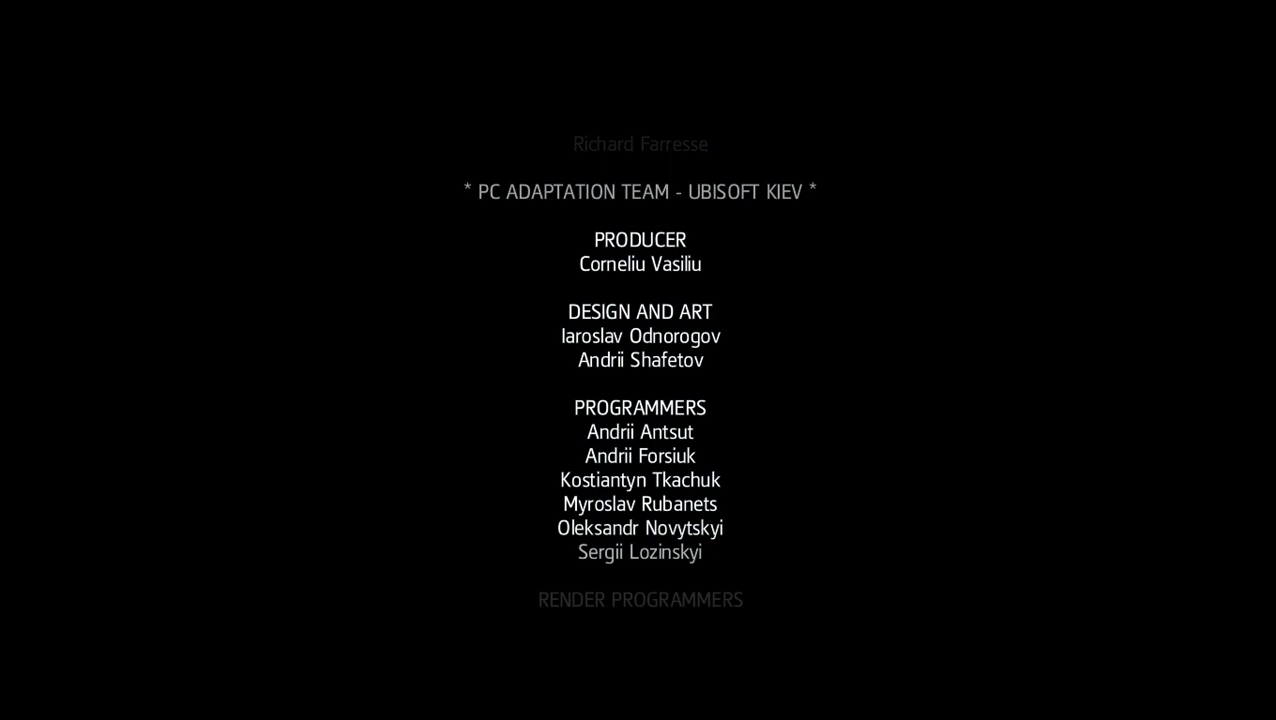 Richard Farresse
* PC ADAPTATION TEAM - UBISOFT KIEV *
PRODUCER
Corneliu Vasiliu
DESIGN AND ART
Iaroslav Odnorogov
Andrii Shafetov
PROGRAMMERS
Andrii Antsut
Andrii Forsiuk
Kostiantyn Tkachuk
Myroslav Rubanets
Oleksandr Novytskyi
Sergii Lozinskyi
RENDER PROGRAMMERS